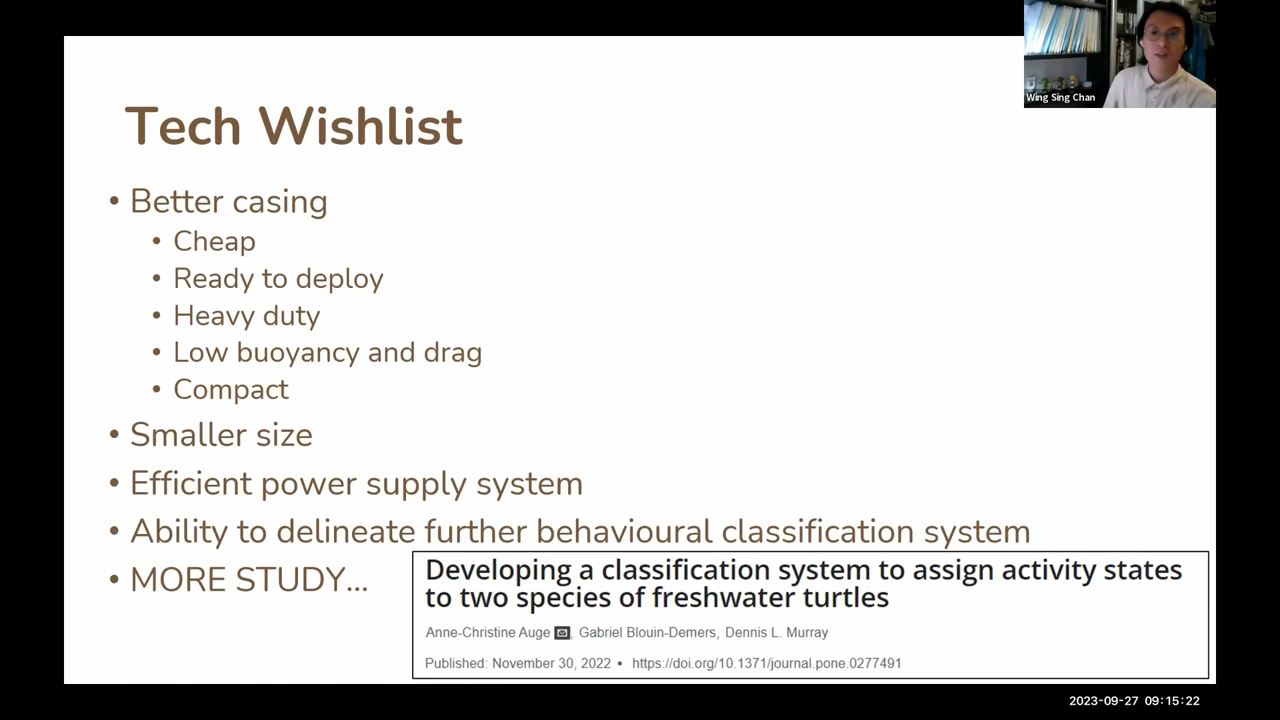 Wing Sing Chan
Tech Wishlist
• Better casing
• Cheap
• Ready to deploy
• Heavy duty
• Low buoyancy and drag
• Compact
• Smaller size
• Efficient power supply system
• Ability to delineate further behavioural classification system
• MORE STUDY...
Developing a classification system to assign activity states
to two species of freshwater turtles
Anne-Christine Auge , Gabriel Blouin-Demers, Dennis L. Murray
Published: November 30, 2022 • https://doi.org/10.1371/journal.pone.0277491
2023-09-27 09:15:22